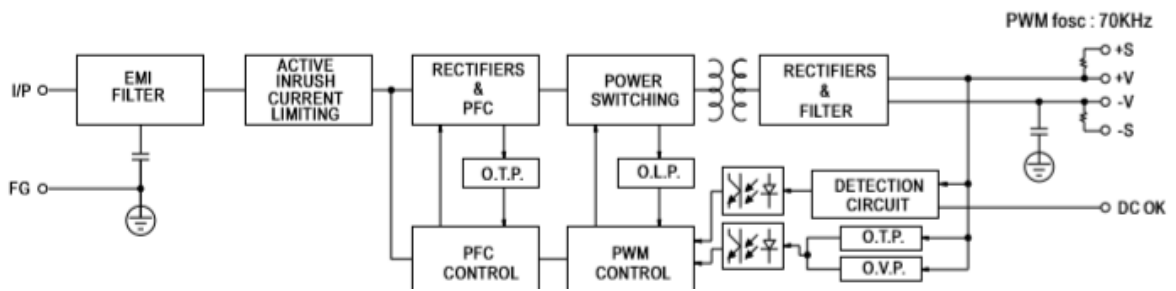 PWM fosc : 70KHz
I/P
EMI
FILTER
ACTIVE
INRUSH
CURRENT
LIMITING
RECTIFIERS
&
PFC
POWER
SWITCHING
RECTIFIERS
&
FILTER
+S
+V
-V
-S
FG
O.T.P.
O.L.P.
DETECTION
CIRCUIT
DC OK
PFC
CONTROL
PWM
CONTROL
O.T.P.
O.V.P.